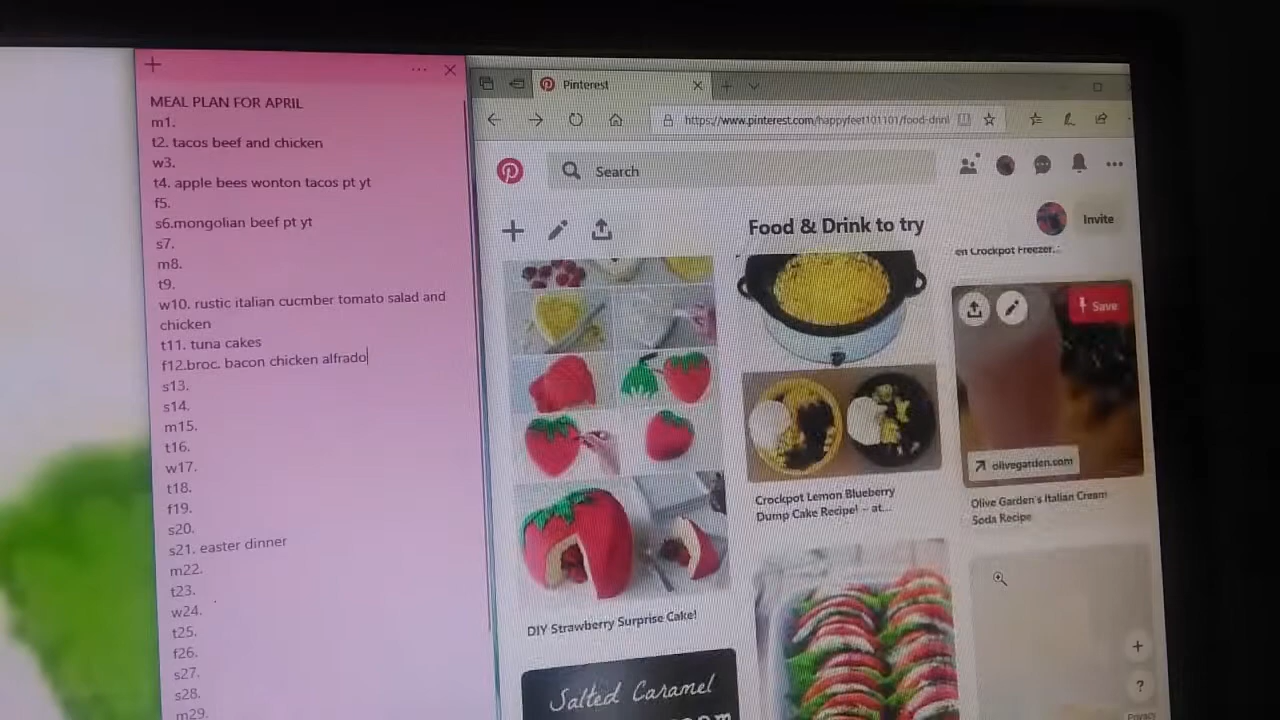 MEAL PLAN FOR APRIL
m1.
t2. tacos beef and chicken
w3.
t4. apple bees wonton tacos pt yt
f5.
s6.mongolian beef pt yt
s7.
m8.
t9.
w10. rustic italian cucmber tomato salad and
chicken
t11. tuna cakes
f12.broc. bacon chicken alfrado
s13.
s14.
m15.
t16.
w17.
t18.
f19.
s20.
s21. easter dinner
m22.
t23.
w24.
t25.
f26.
s27.
s28.
m29.
Pinterest
https://www.pinterest.com/happyfeet101101/food-drinl
Search
Food & Drink to try
Invite
en Crockpot Freezer...
Save
olivegarden.com
Olive Garden's Italian Cream
Soda Recipe
Crockpot Lemon Blueberry
Dump Cake Recipe! ~ at...
DIY Strawberry Surprise Cake!
Salted Caramel
?
Privacy